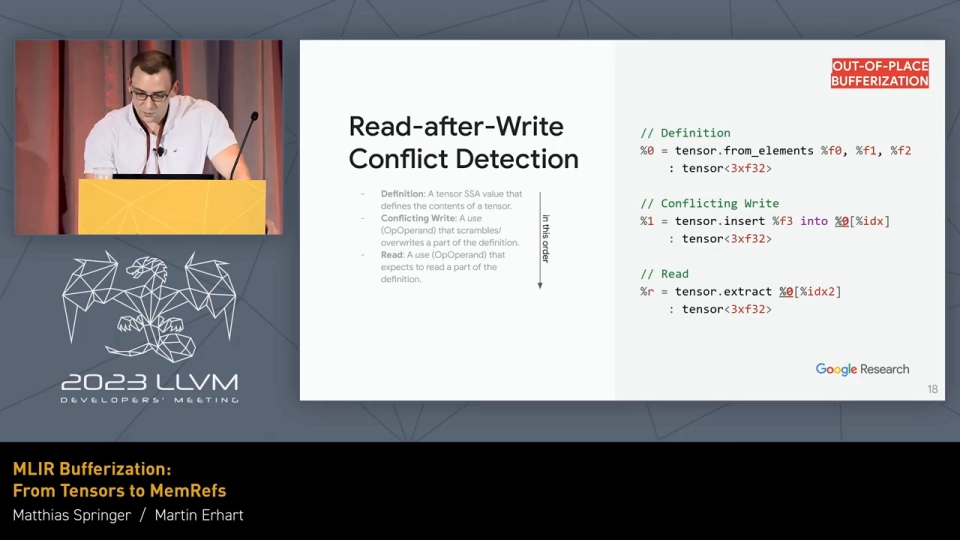 OUT-OF-PLACE
BUFFERIZATION
Read-after-Write
Conflict Detection
- Definition: A tensor SSA value that
defines the contents of a tensor.
- Conflicting Write: A use
(OpOperand) that scrambles/
overwrites a part of the definition.
- Read: A use (OpOperand) that
expects to read a part of the
definition.
in this order
// Definition
%0 = tensor.from_elements %f0, %f1, %f2
: tensor<3xf32>
// Conflicting Write
%1 = tensor.insert %f3 into %0[%idx]
: tensor<3xf32>
// Read
%r = tensor.extract %0[%idx2]
: tensor<3xf32>
Google Research
18
2023 LLVM
DEVELOPERS' MEETING
MLIR Bufferization:
From Tensors to MemRefs
Matthias Springer / Martin Erhart